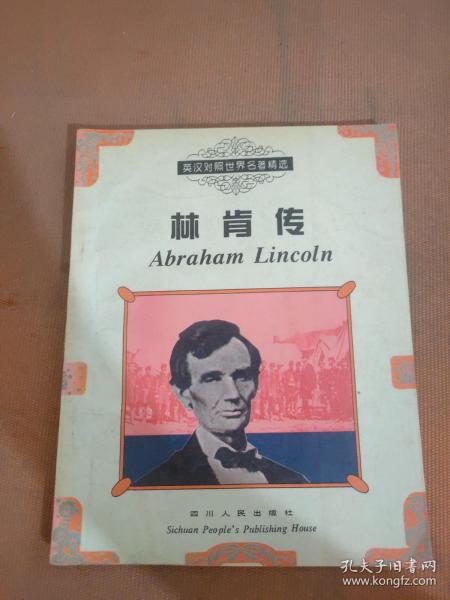 英汉对照世界名著精选
林肯传
Abraham Lincoln
四川人民出版社
Sichuan People's Publishing House
孔夫子旧书网
www.kongfz.com